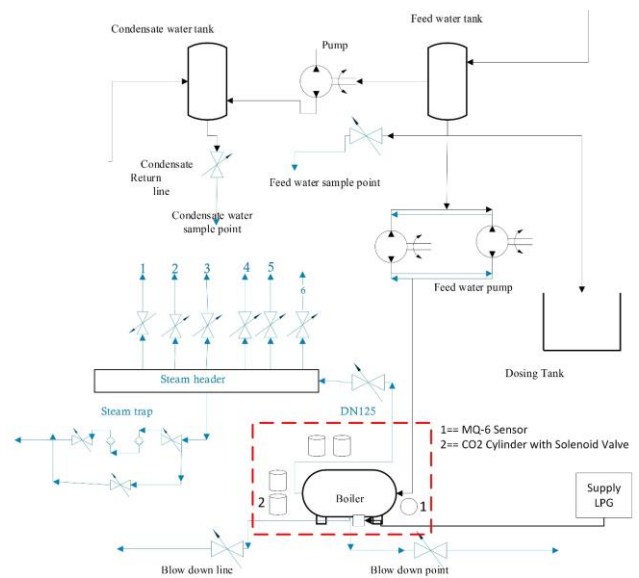 Feed water tank
Condensate water tank
Pump
Condensate
Return
line
Feed water sample point
Condensate water
sample point
1 2 3 4 5 6
Feed water pump
Steam header
Dosing Tank
Steam trap
DN125
1== MQ-6 Sensor
2== CO2 Cylinder with Solenoid Valve
2
Boiler
1
Supply
LPG
Blow down line
Blow down point